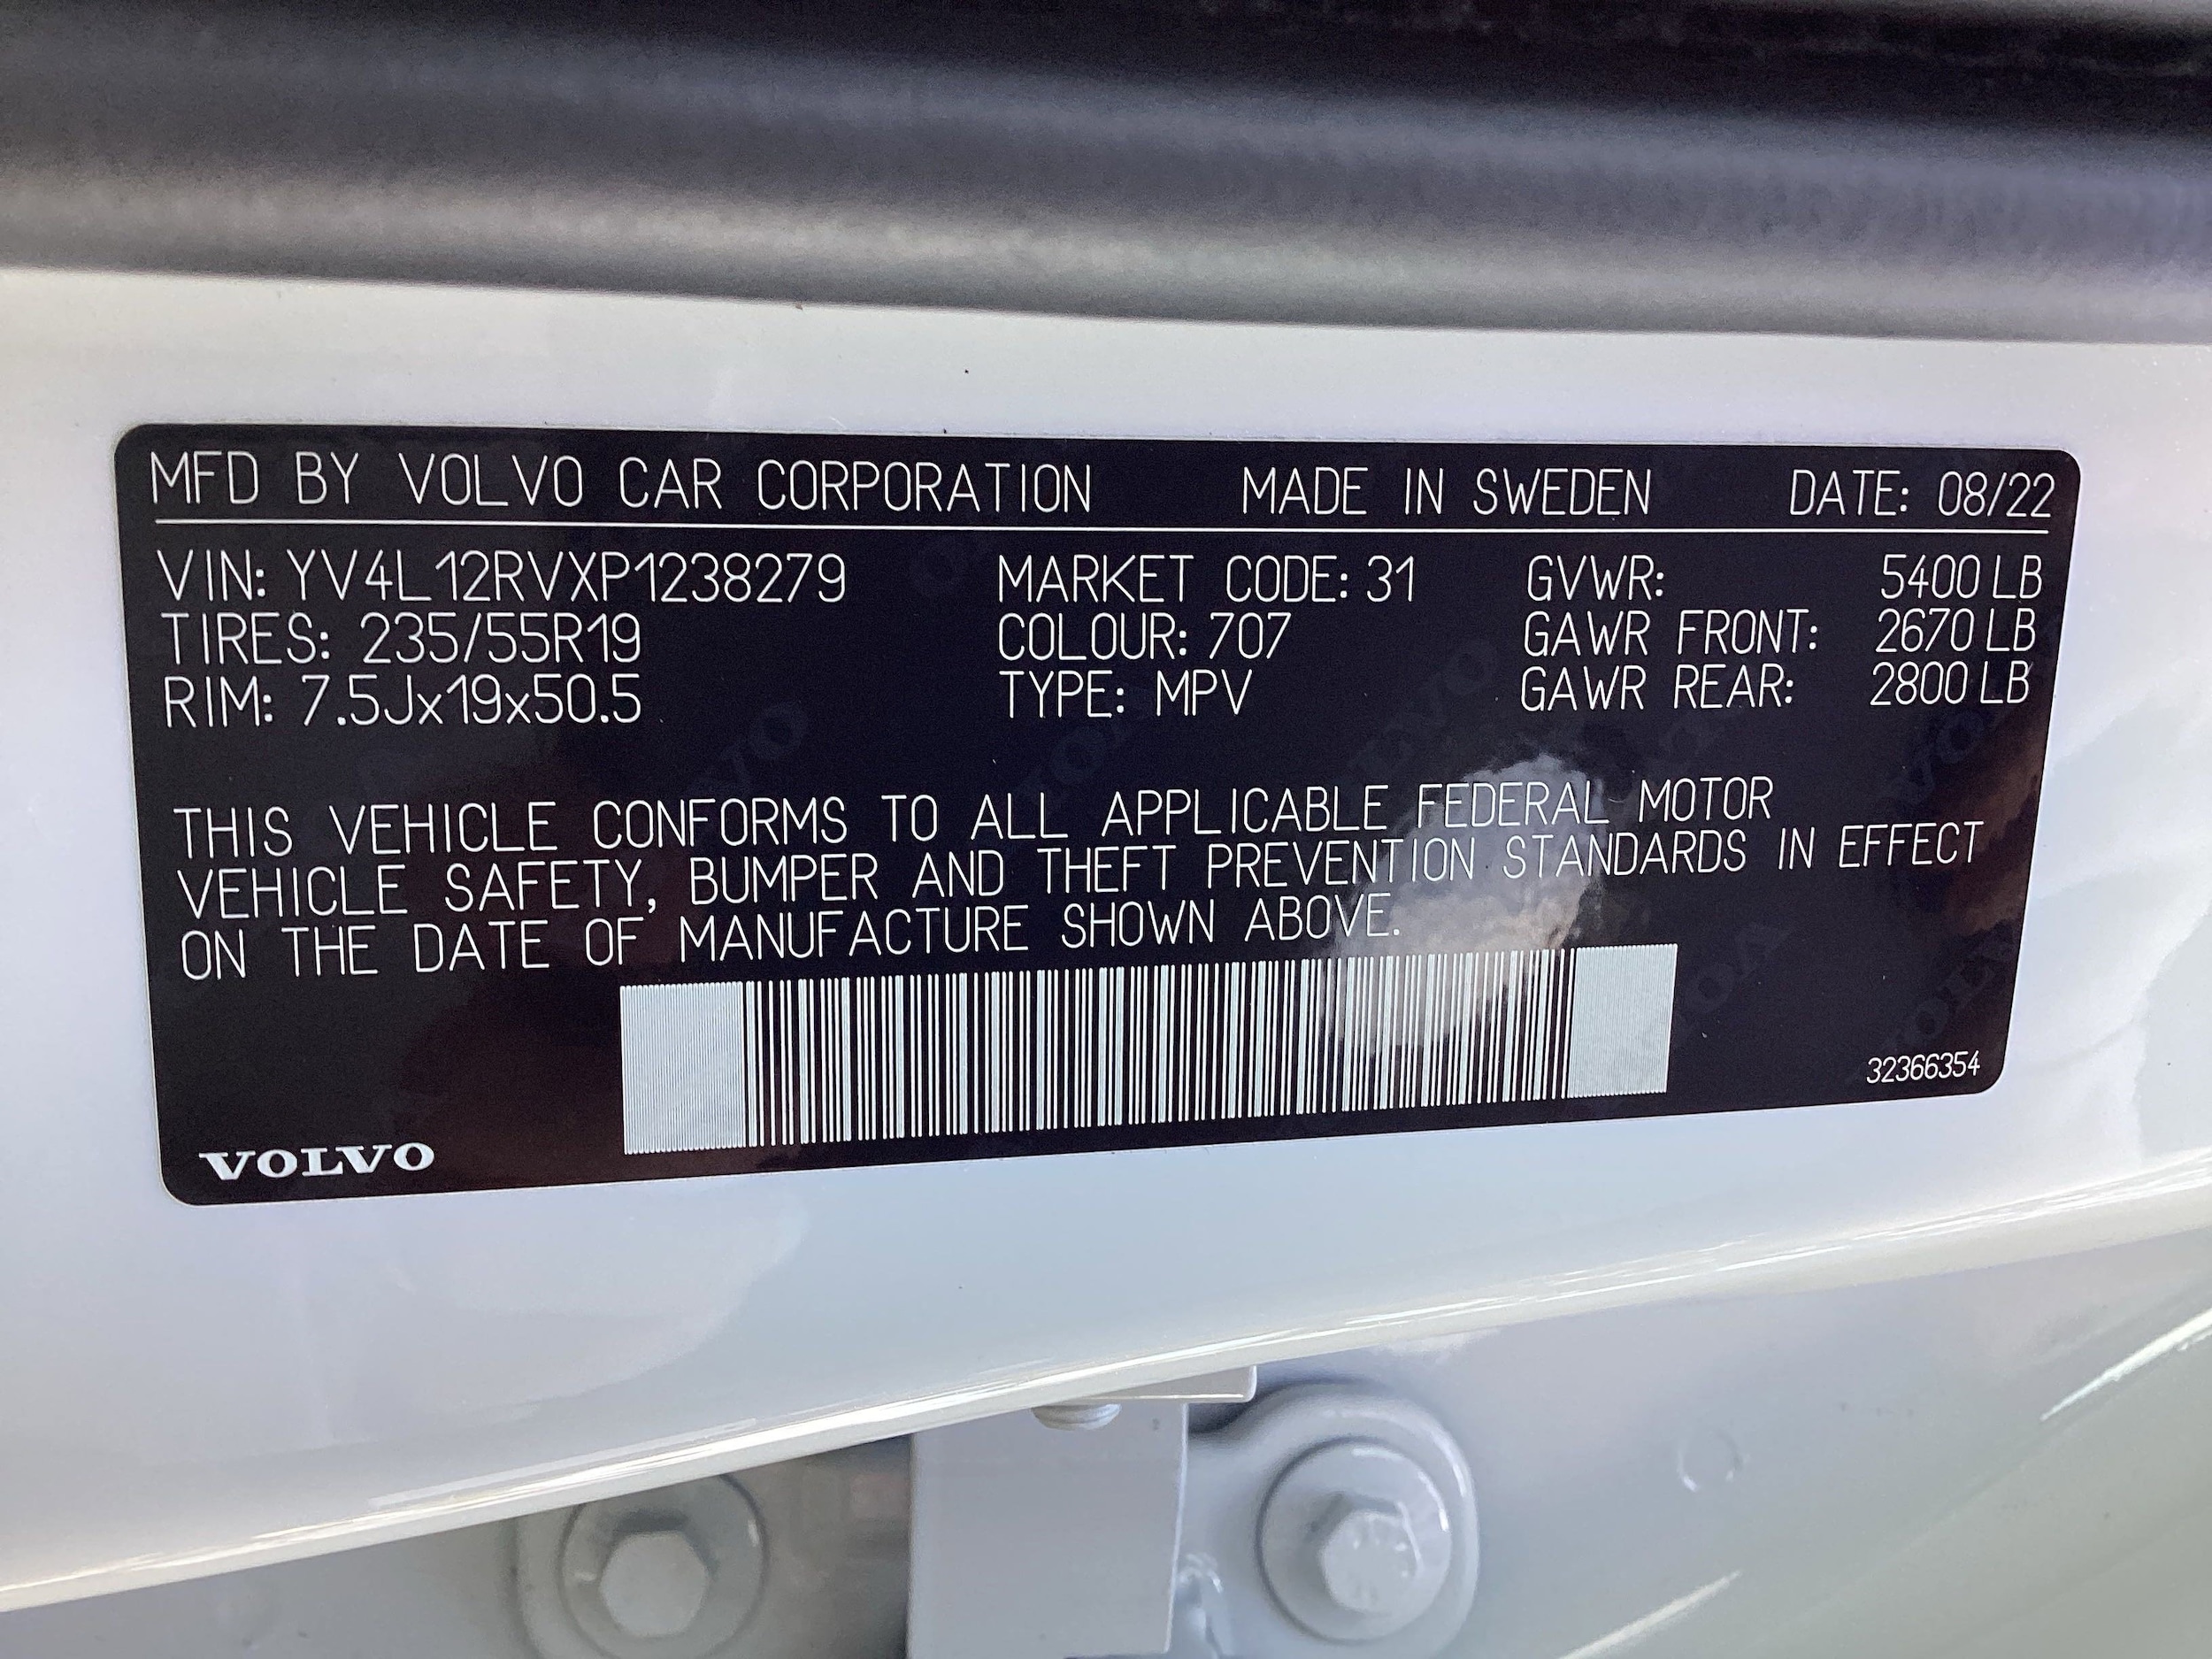 MFD BY VOLVO CAR CORPORATION MADE IN SWEDEN DATE: 08/22
VIN: YV4L12RVXP1238279 MARKET CODE: 31 GVWR: 5400 LB
TIRES: 235/55R19 COLOUR: 707 GAWR FRONT: 2670 LB
RIM: 7.5Jx19x50.5 TYPE: MPV GAWR REAR: 2800 LB
THIS VEHICLE CONFORMS TO ALL APPLICABLE FEDERAL MOTOR
VEHICLE SAFETY, BUMPER AND THEFT PREVENTION STANDARDS IN EFFECT
ON THE DATE OF MANUFACTURE SHOWN ABOVE.
32366354
VOLVO